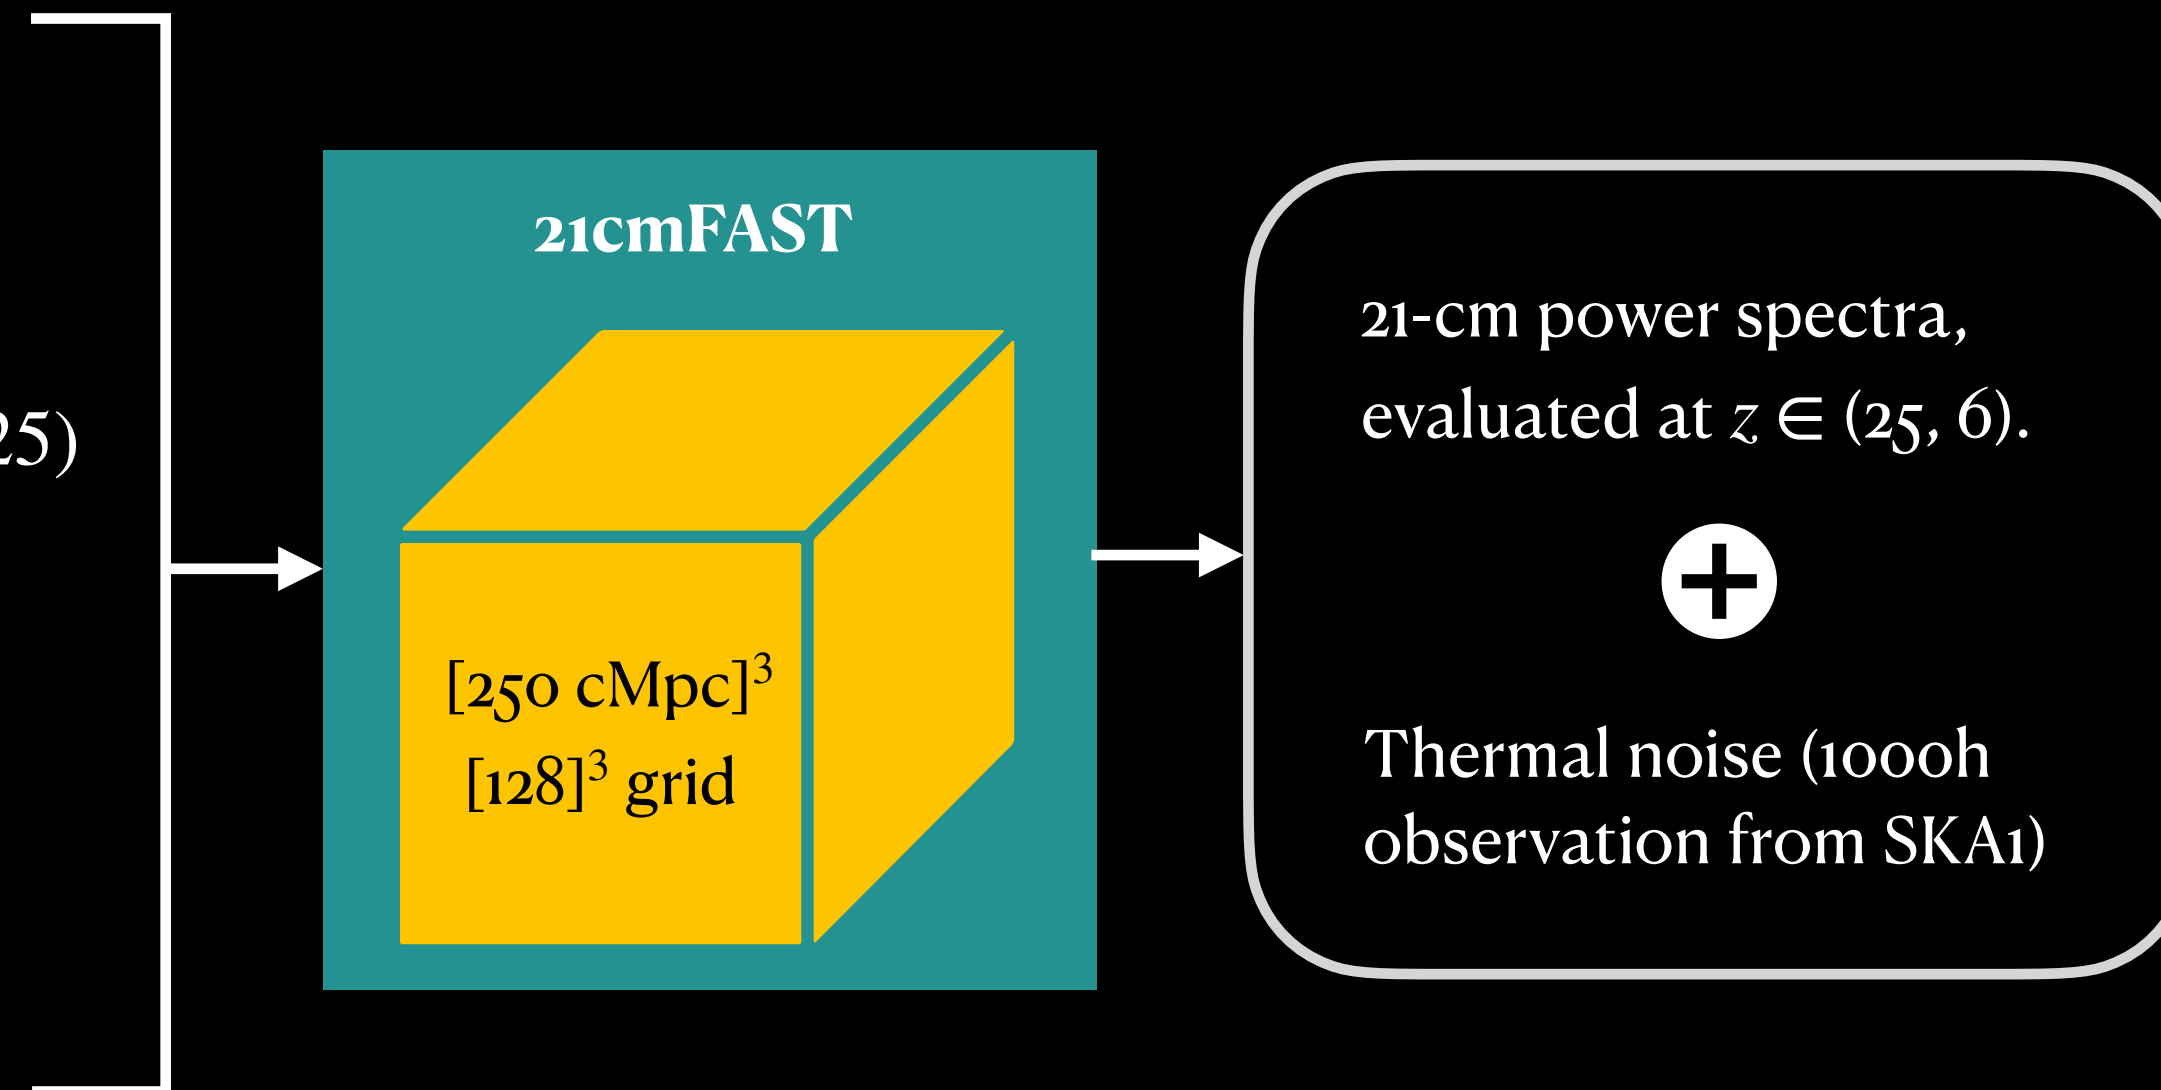 25)
21cmFAST
[250 cMpc]³
[128]³ grid
21-cm power spectra,
evaluated at z ∈ (25, 6).
Thermal noise (1000h
observation from SKA1)